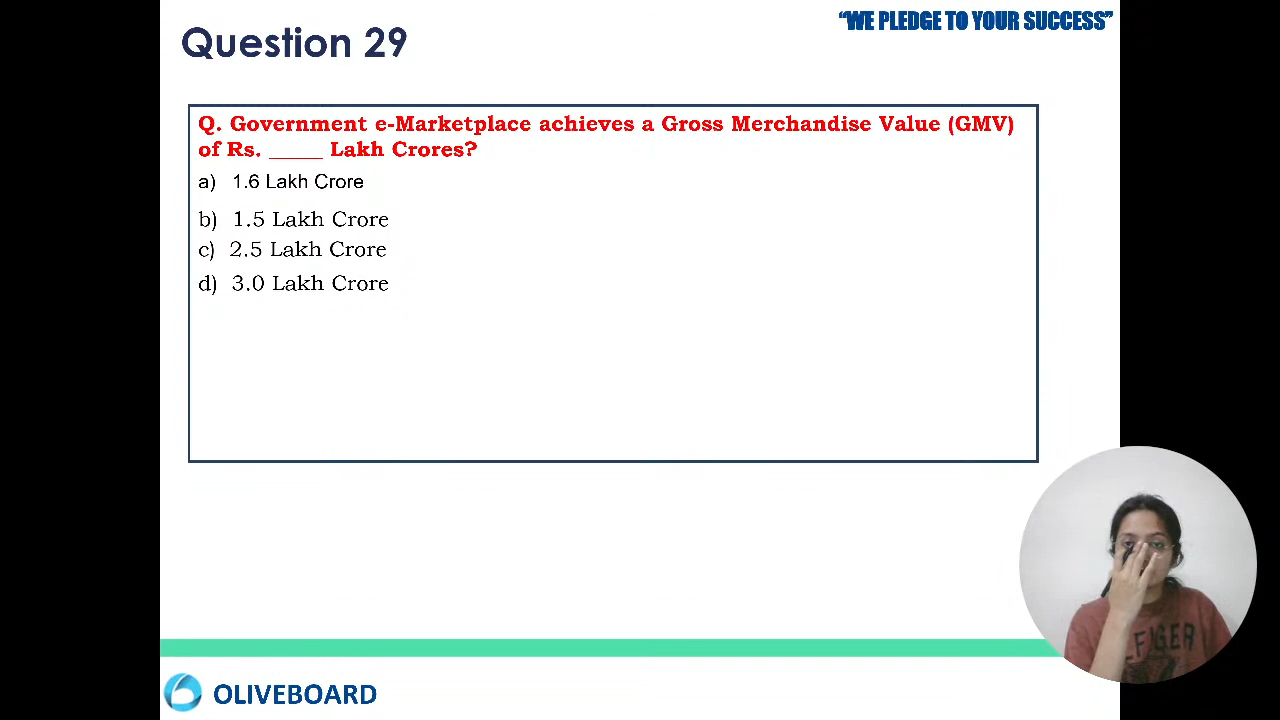 "WE PLEDGE TO YOUR SUCCESS"
Question 29
Q. Government e-Marketplace achieves a Gross Merchandise Value (GMV)
of Rs. _____ Lakh Crores?
a) 1.6 Lakh Crore
b) 1.5 Lakh Crore
c) 2.5 Lakh Crore
d) 3.0 Lakh Crore
OLIVEBOARD